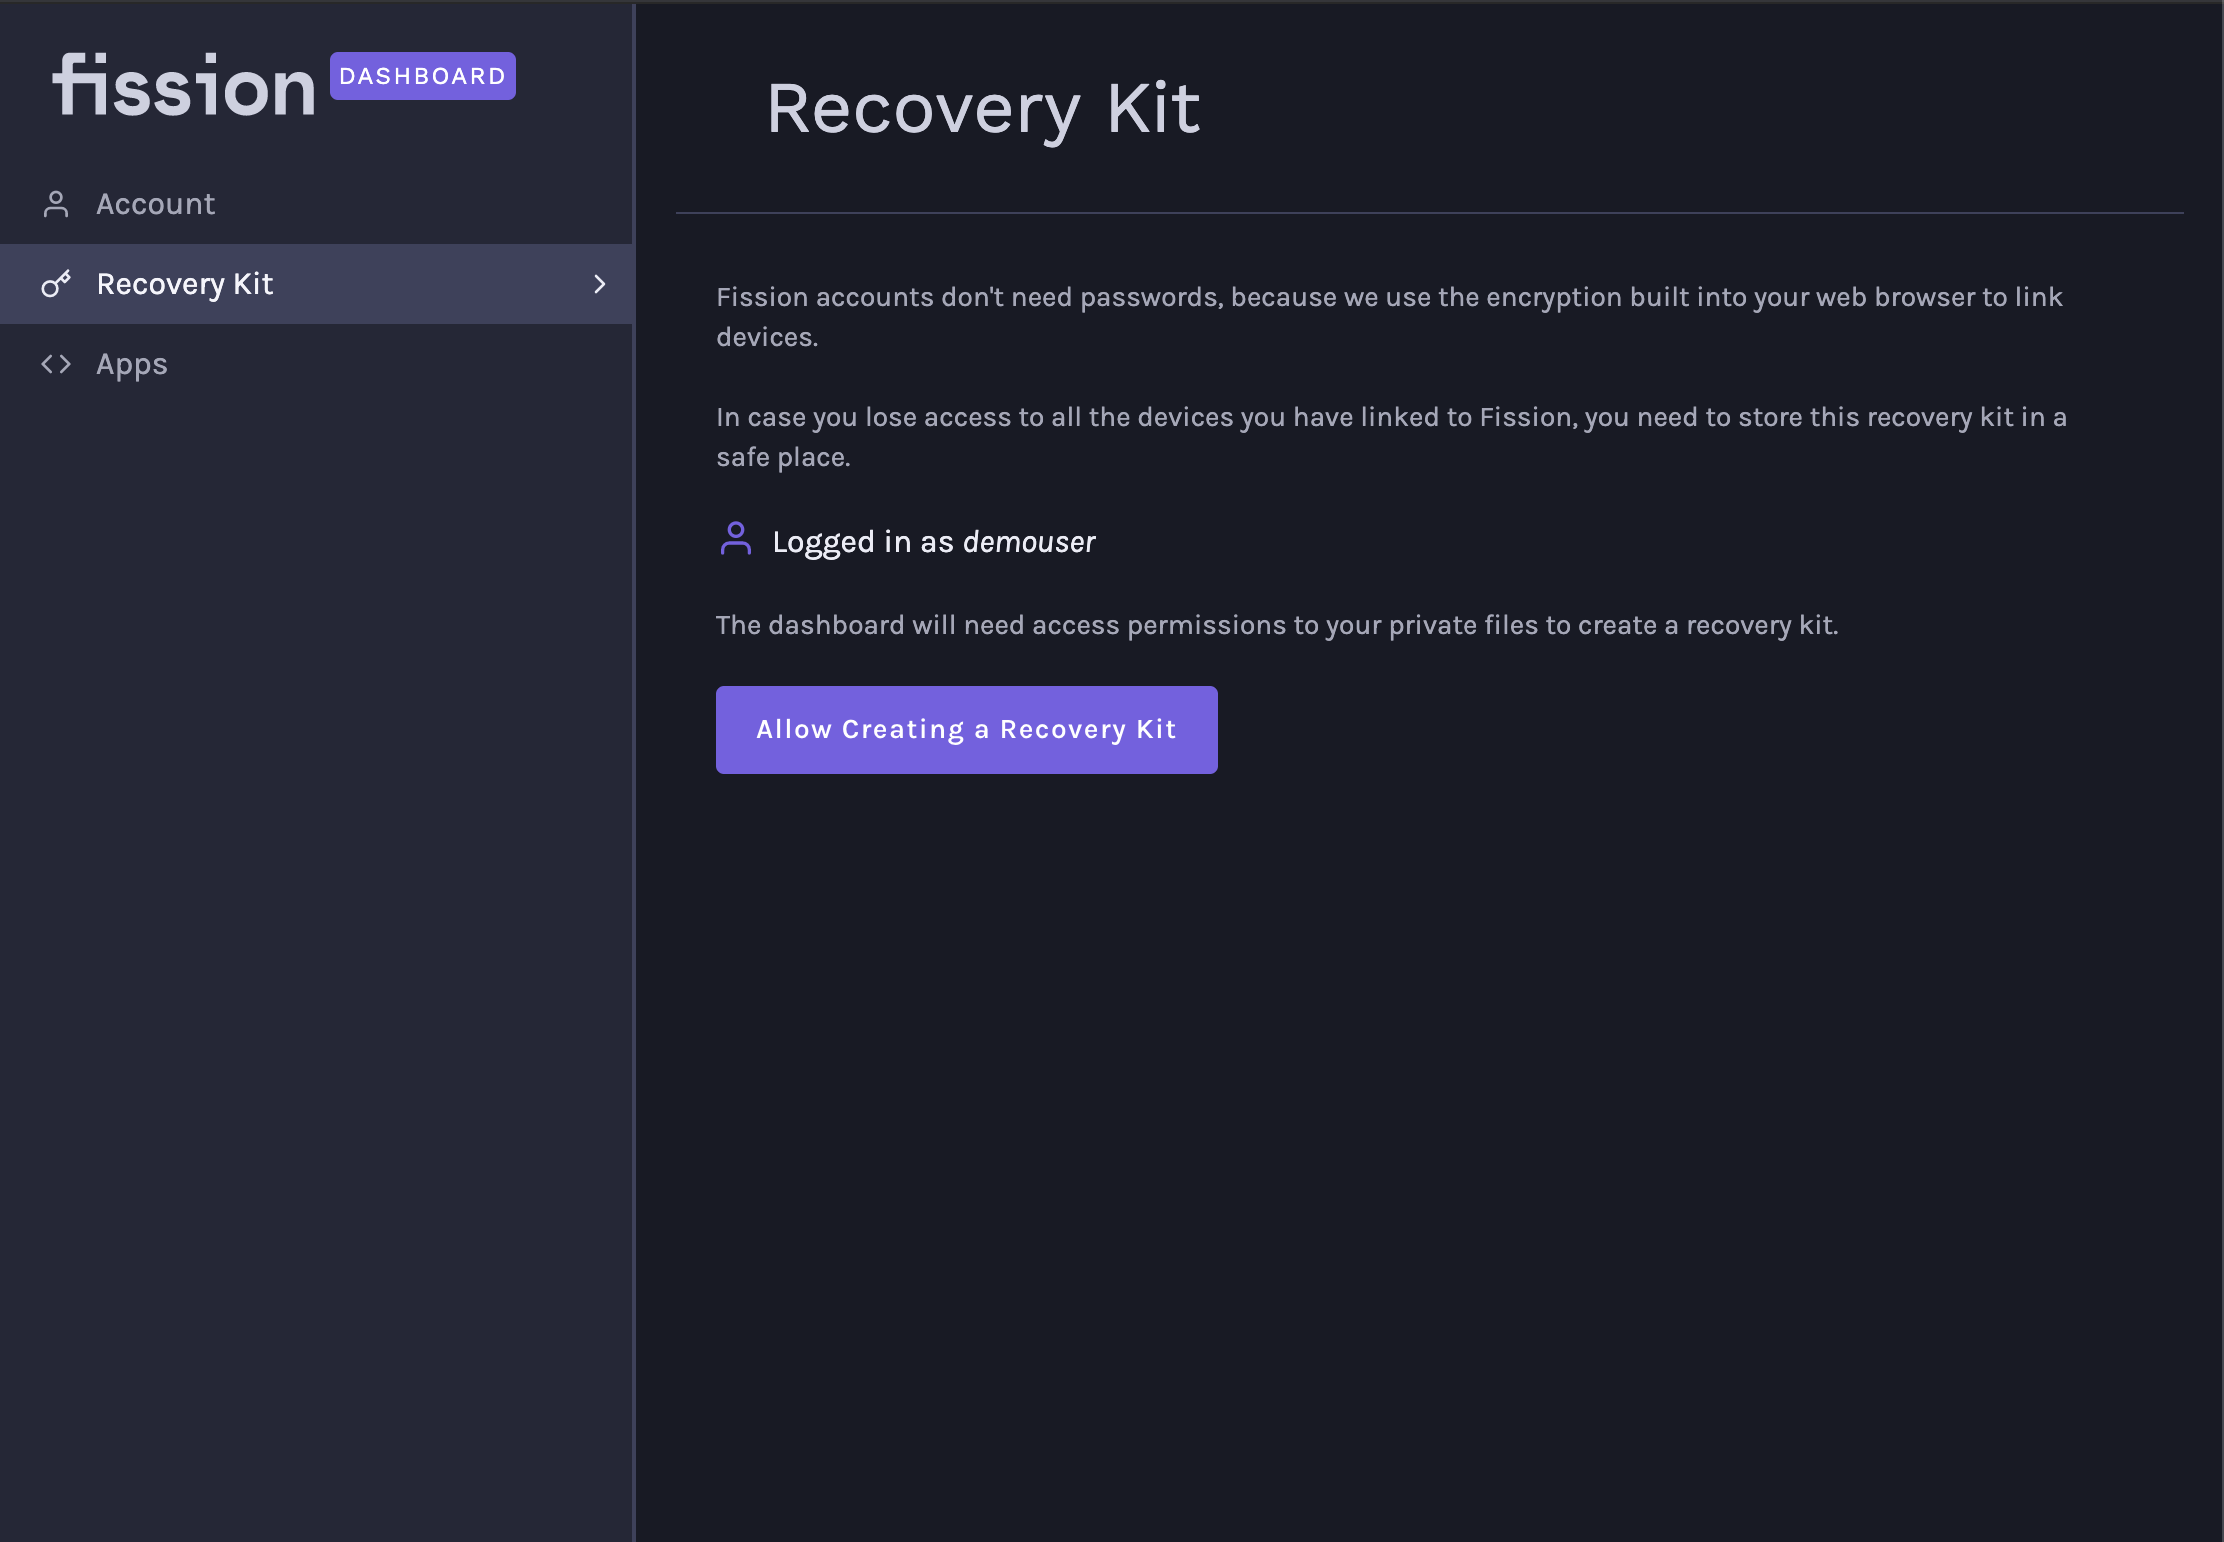 fission DASHBOARD
Account
Recovery Kit
Apps
Recovery Kit
Fission accounts don't need passwords, because we use the encryption built into your web browser to link
devices.
In case you lose access to all the devices you have linked to Fission, you need to store this recovery kit in a
safe place.
Logged in as demouser
The dashboard will need access permissions to your private files to create a recovery kit.
Allow Creating a Recovery Kit